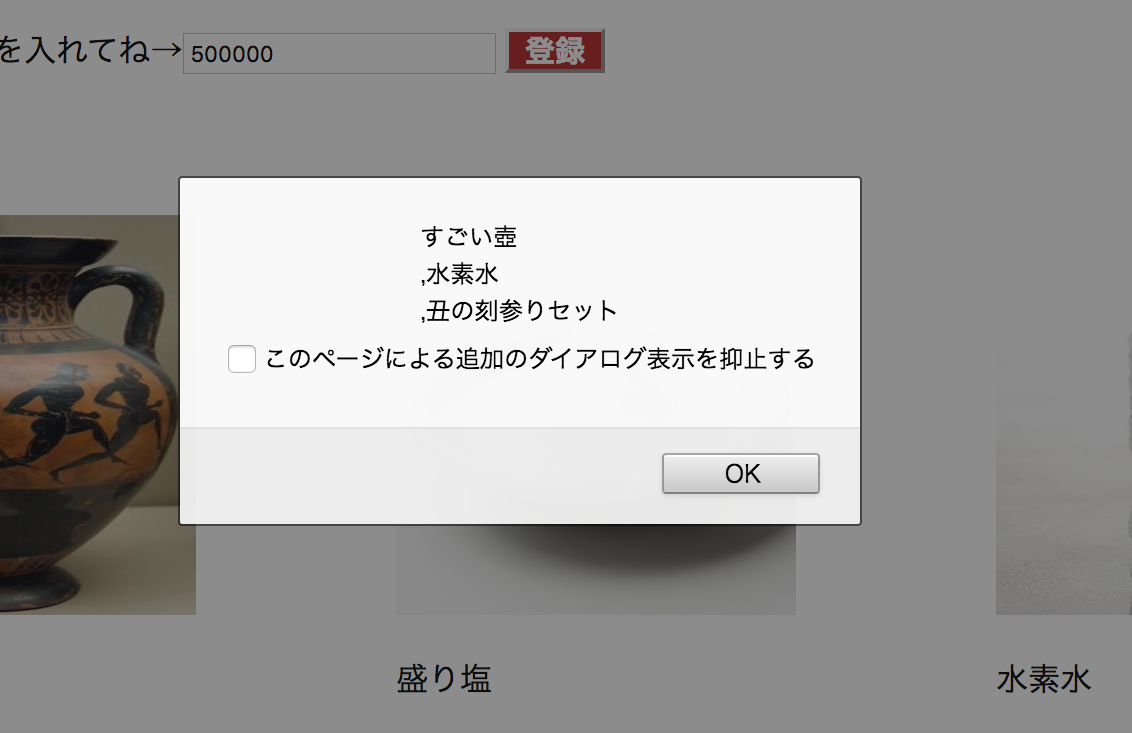 を入れてね→
500000
登録
すごい壺
,水素水
,丑の刻参りセット
このページによる追加のダイアログ表示を抑止する
OK
盛り塩
水素水